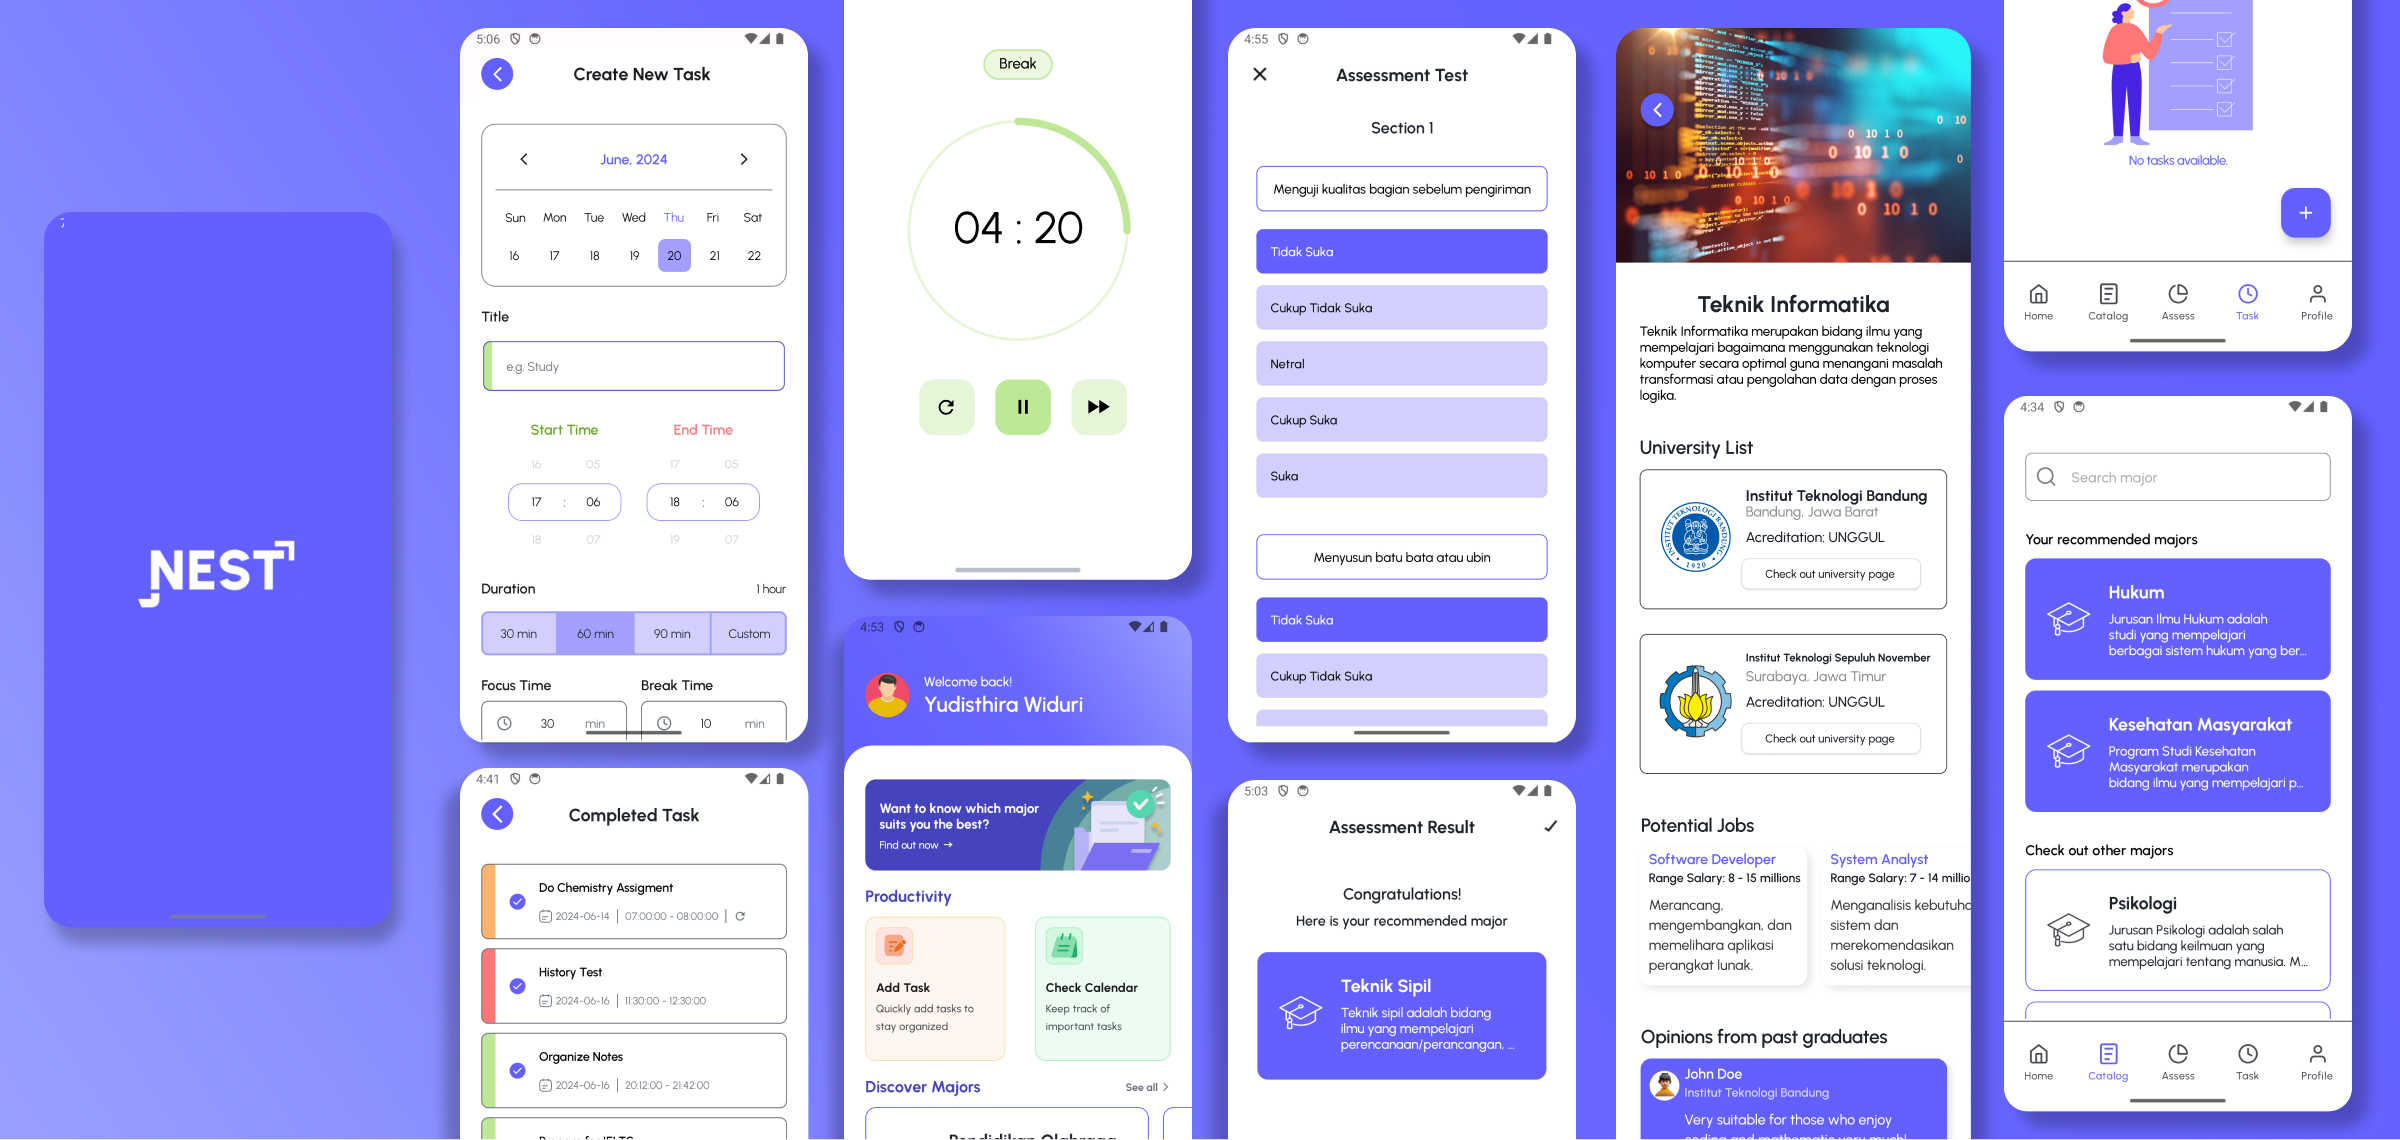 NEST
5:06
Create New Task
June, 2024
Sun Mon Tue Wed Thu Fri Sat
16 17 18 19 20 21 22
Title
e.g. Study
Start Time End Time
16 05 17 05
17 : 06 18 : 06
18 07 19 07
Duration 1 hour
30 min 60 min 90 min Custom
Focus Time Break Time
30 min 10 min
4:41
Completed Task
Do Chemistry Assigment
2024-06-14 | 07:00:00 - 08:00:00 |
History Test
2024-06-16 | 11:30:00 - 12:30:00
Organize Notes
2024-06-16 | 20:12:00 - 21:42:00
Break
04 : 20
4:53
Welcome back!
Yudisthira Widuri
Want to know which major
suits you the best?
Find out now →
Productivity
Add Task
Quickly add tasks to
stay organized
Check Calendar
Keep track of
important tasks
Discover Majors See all >
Pendidikan Olahraga
4:55
Assessment Test
Section 1
Menguji kualitas bagian sebelum pengiriman
Tidak Suka
Cukup Tidak Suka
Netral
Cukup Suka
Suka
Menyusun batu bata atau ubin
Tidak Suka
Cukup Tidak Suka
5:03
Assessment Result
Congratulations!
Here is your recommended major
Teknik Sipil
Teknik sipil adalah bidang
ilmu yang mempelajari
perencanaan/perancangan, ...
Teknik Informatika
Teknik Informatika merupakan bidang ilmu yang
mempelajari bagaimana menggunakan teknologi
komputer secara optimal guna menangani masalah
transformasi atau pengolahan data dengan proses
logika.
University List
INSTITUT TEKNOLOGI BANDUNG
1920
Institut Teknologi Bandung
Bandung, Jawa Barat
Acreditation: UNGGUL
Check out university page
Institut Teknologi Sepuluh November
Surabaya, Jawa Timur
Acreditation: UNGGUL
Check out university page
Potential Jobs
Software Developer
Range Salary: 8 - 15 millions
Merancang,
mengembangkan, dan
memelihara aplikasi
perangkat lunak.
System Analyst
Range Salary: 7 - 14 millio
Menganalisis kebutuha
sistem dan
merekomendasikan
solusi teknologi.
Opinions from past graduates
John Doe
Institut Teknologi Bandung
Very suitable for those who enjoy
coding and mathematic very much!
No tasks available.
+
Home Catalog Assess Task Profile
4:34
Search major
Your recommended majors
Hukum
Jurusan Ilmu Hukum adalah
studi yang mempelajari
berbagai sistem hukum yang ber...
Kesehatan Masyarakat
Program Studi Kesehatan
Masyarakat merupakan
bidang ilmu yang mempelajari p...
Check out other majors
Psikologi
Jurusan Psikologi adalah salah
satu bidang keilmuan yang
mempelajari tentang manusia. M...
Home Catalog Assess Task Profile